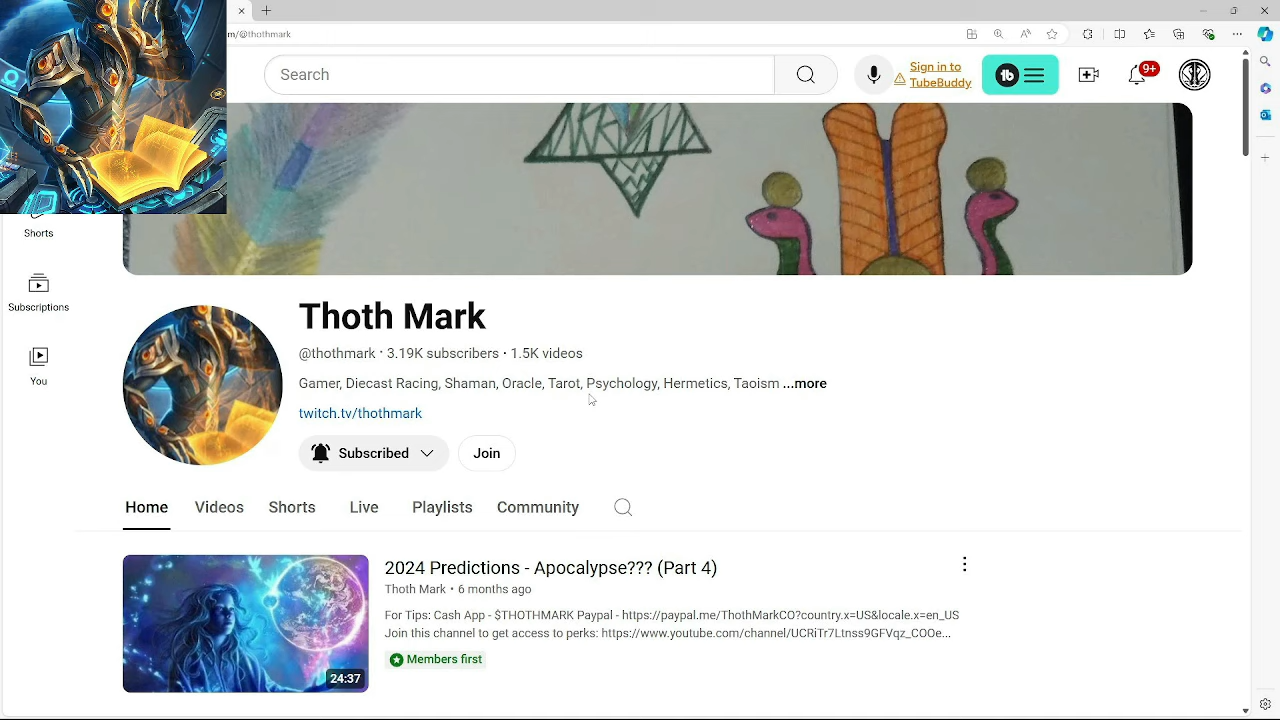 m/@thothmark
Search
Sign in to
TubeBuddy
9+
Shorts
Subscriptions
You
Thoth Mark
@thothmark · 3.19K subscribers · 1.5K videos
Gamer, Diecast Racing, Shaman, Oracle, Tarot, Psychology, Hermetics, Taoism ...more
twitch.tv/thothmark
Subscribed
Join
Home Videos Shorts Live Playlists Community
2024 Predictions - Apocalypse??? (Part 4)
Thoth Mark • 6 months ago
For Tips: Cash App - $THOTHMARK Paypal - https://paypal.me/ThothMarkCO?country.x=US&locale.x=en_US
Join this channel to get access to perks: https://www.youtube.com/channel/UCRiTr7Ltnss9GFVqz_COOe...
Members first
24:37